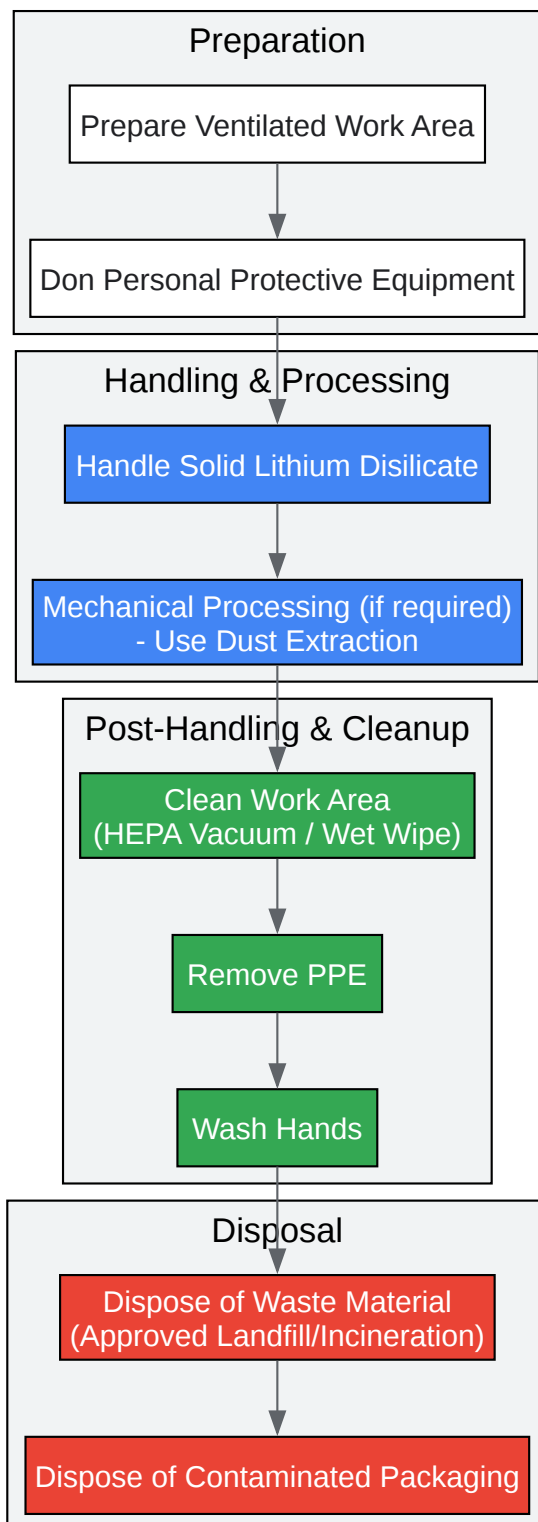 Preparation
Prepare Ventilated Work Area
Don Personal Protective Equipment
Handling & Processing
Handle Solid Lithium Disilicate
Mechanical Processing (if required)
- Use Dust Extraction
Post-Handling & Cleanup
Clean Work Area
(HEPA Vacuum / Wet Wipe)
Remove PPE
Wash Hands
Disposal
Dispose of Waste Material
(Approved Landfill/Incineration)
Dispose of Contaminated Packaging